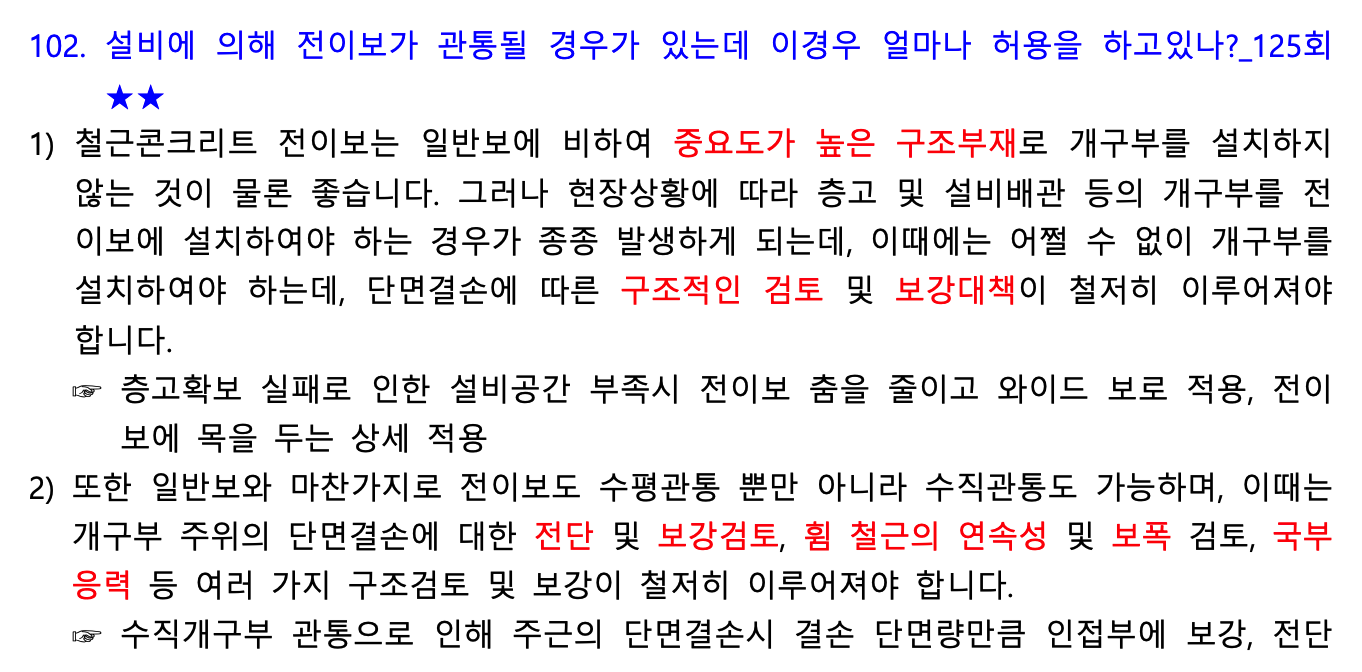 102. 설비에 의해 전이보가 관통될 경우가 있는데 이경우 얼마나 허용을 하고있나?_125회
★★
1) 철근콘크리트 전이보는 일반보에 비하여 중요도가 높은 구조부재로 개구부를 설치하지
않는 것이 물론 좋습니다. 그러나 현장상황에 따라 층고 및 설비배관 등의 개구부를 전
이보에 설치하여야 하는 경우가 종종 발생하게 되는데, 이때에는 어쩔 수 없이 개구부를
설치하여야 하는데, 단면결손에 따른 구조적인 검토 및 보강대책이 철저히 이루어져야
합니다.
☞ 층고확보 실패로 인한 설비공간 부족시 전이보 춤을 줄이고 와이드 보로 적용, 전이
보에 목을 두는 상세 적용
2) 또한 일반보와 마찬가지로 전이보도 수평관통 뿐만 아니라 수직관통도 가능하며, 이때는
개구부 주위의 단면결손에 대한 전단 및 보강검토, 휨 철근의 연속성 및 보폭 검토, 국부
응력 등 여러 가지 구조검토 및 보강이 철저히 이루어져야 합니다.
☞ 수직개구부 관통으로 인해 주근의 단면결손시 결손 단면량만큼 인접부에 보강, 전단